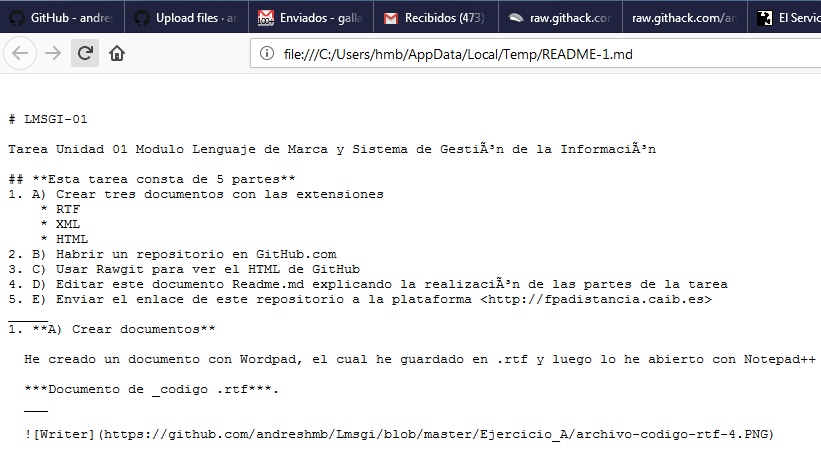 GitHub - andres
Upload files · an
Enviados - galla
Recibidos (473)
raw.githack.con
raw.githack.com/an
El Servic
100+
file:///C:/Users/hmb/AppData/Local/Temp/README-1.md
# LMSGI-01
Tarea Unidad 01 Modulo Lenguaje de Marca y Sistema de GestiÃ³n de la InformaciÃ³n
## **Esta tarea consta de 5 partes**
1. A) Crear tres documentos con las extensiones
* RTF
* XML
* HTML
2. B) Habrir un repositorio en GitHub.com
3. C) Usar Rawgit para ver el HTML de GitHub
4. D) Editar este documento Readme.md explicando la realizaciÃ³n de las partes de la tarea
5. E) Enviar el enlace de este repositorio a la plataforma <http://fpadistancia.caib.es>
_____
1. **A) Crear documentos**
He creado un documento con Wordpad, el cual he guardado en .rtf y luego lo he abierto con Notepad++
***Documento de _codigo .rtf***.
___
![Writer](https://github.com/andreshmb/Lmsgi/blob/master/Ejercicio_A/archivo-codigo-rtf-4.PNG)